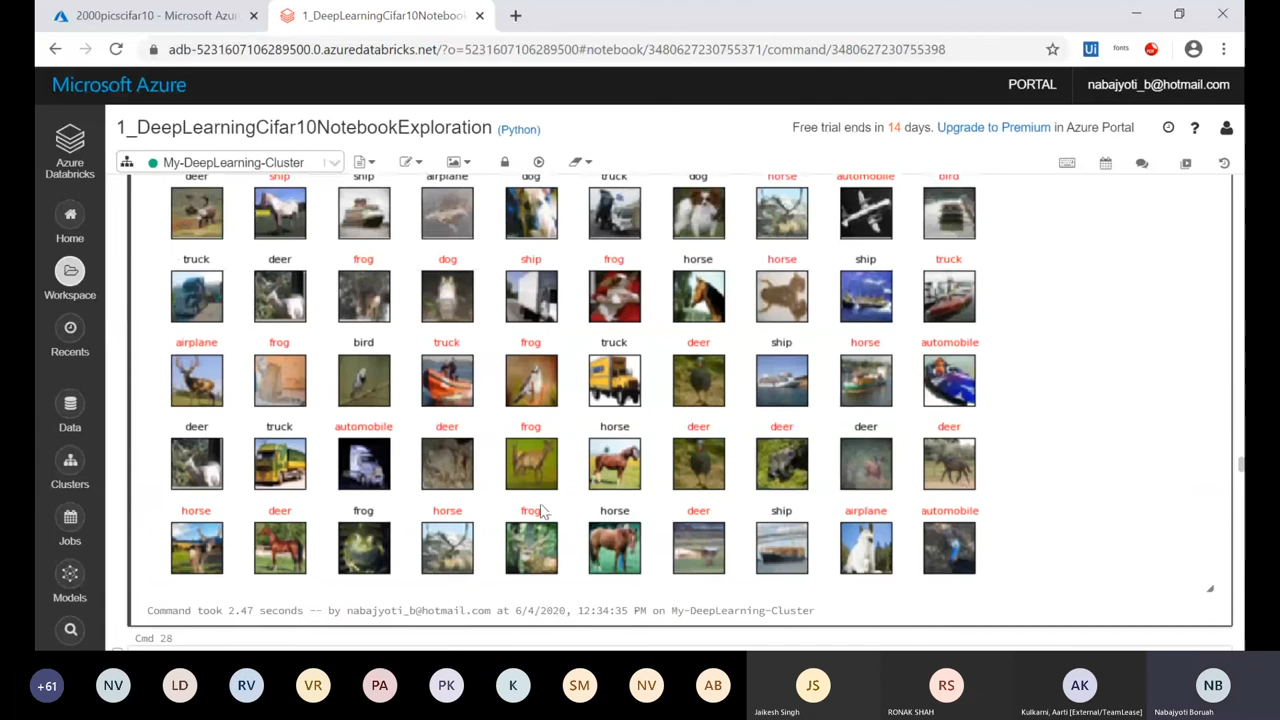 2000picscifar10 - Microsoft Azur
1_DeepLearningCifar10Notebook
adb-5231607106289500.0.azuredatabricks.net/?o=5231607106289500#notebook/3480627230755371/command/3480627230755398
Ui
fonts
Microsoft Azure
PORTAL
nabajyoti_b@hotmail.com
Azure
Databricks
1_DeepLearningCifar10NotebookExploration (Python)
Free trial ends in 14 days. Upgrade to Premium in Azure Portal
?
My-DeepLearning-Cluster
Home
Workspace
Recents
Data
Clusters
Jobs
Models
deer ship ship airplane dog truck dog horse automobile bird
truck deer frog dog ship frog horse horse ship truck
airplane frog bird truck frog truck deer ship horse automobile
deer truck automobile deer frog horse deer deer deer deer
horse deer frog horse frog horse deer ship airplane automobile
Command took 2.47 seconds -- by nabajyoti_b@hotmail.com at 6/4/2020, 12:34:35 PM on My-DeepLearning-Cluster
Cmd 28
+61 NV LD RV VR PA PK K SM NV AB JS RS AK NB
Jaikesh Singh
RONAK SHAH
Kulkarni, Aarti [External/TeamLease]
Nabajyoti Boruah